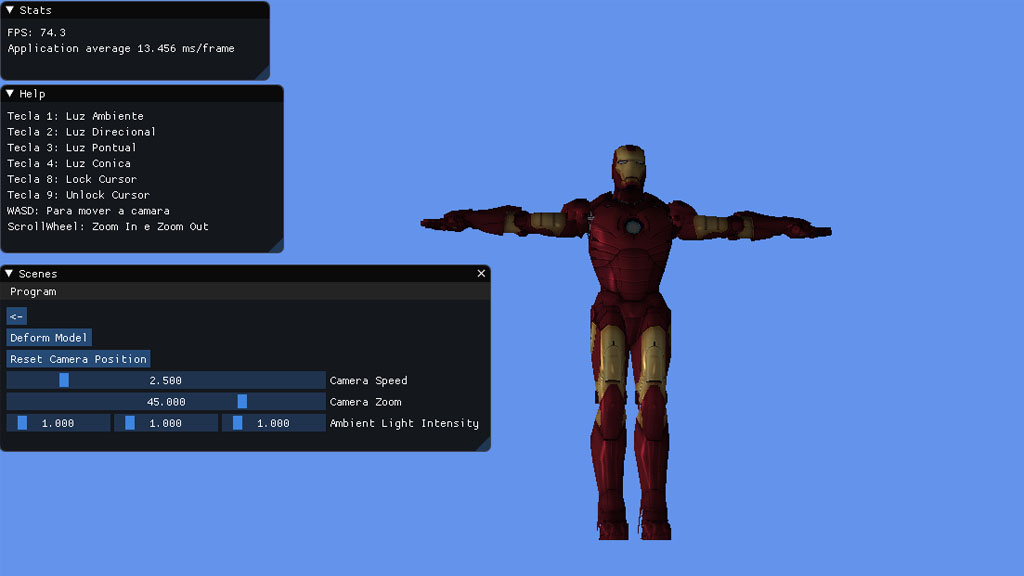 Stats
FPS: 74.3
Application average 13.456 ms/frame
Help
Tecla 1: Luz Ambiente
Tecla 2: Luz Direcional
Tecla 3: Luz Pontual
Tecla 4: Luz Conica
Tecla 8: Lock Cursor
Tecla 9: Unlock Cursor
WASD: Para mover a camara
ScrollWheel: Zoom In e Zoom Out
Scenes
Program
<-
Deform Model
Reset Camera Position
2.500 Camera Speed
45.000 Camera Zoom
1.000 1.000 1.000 Ambient Light Intensity